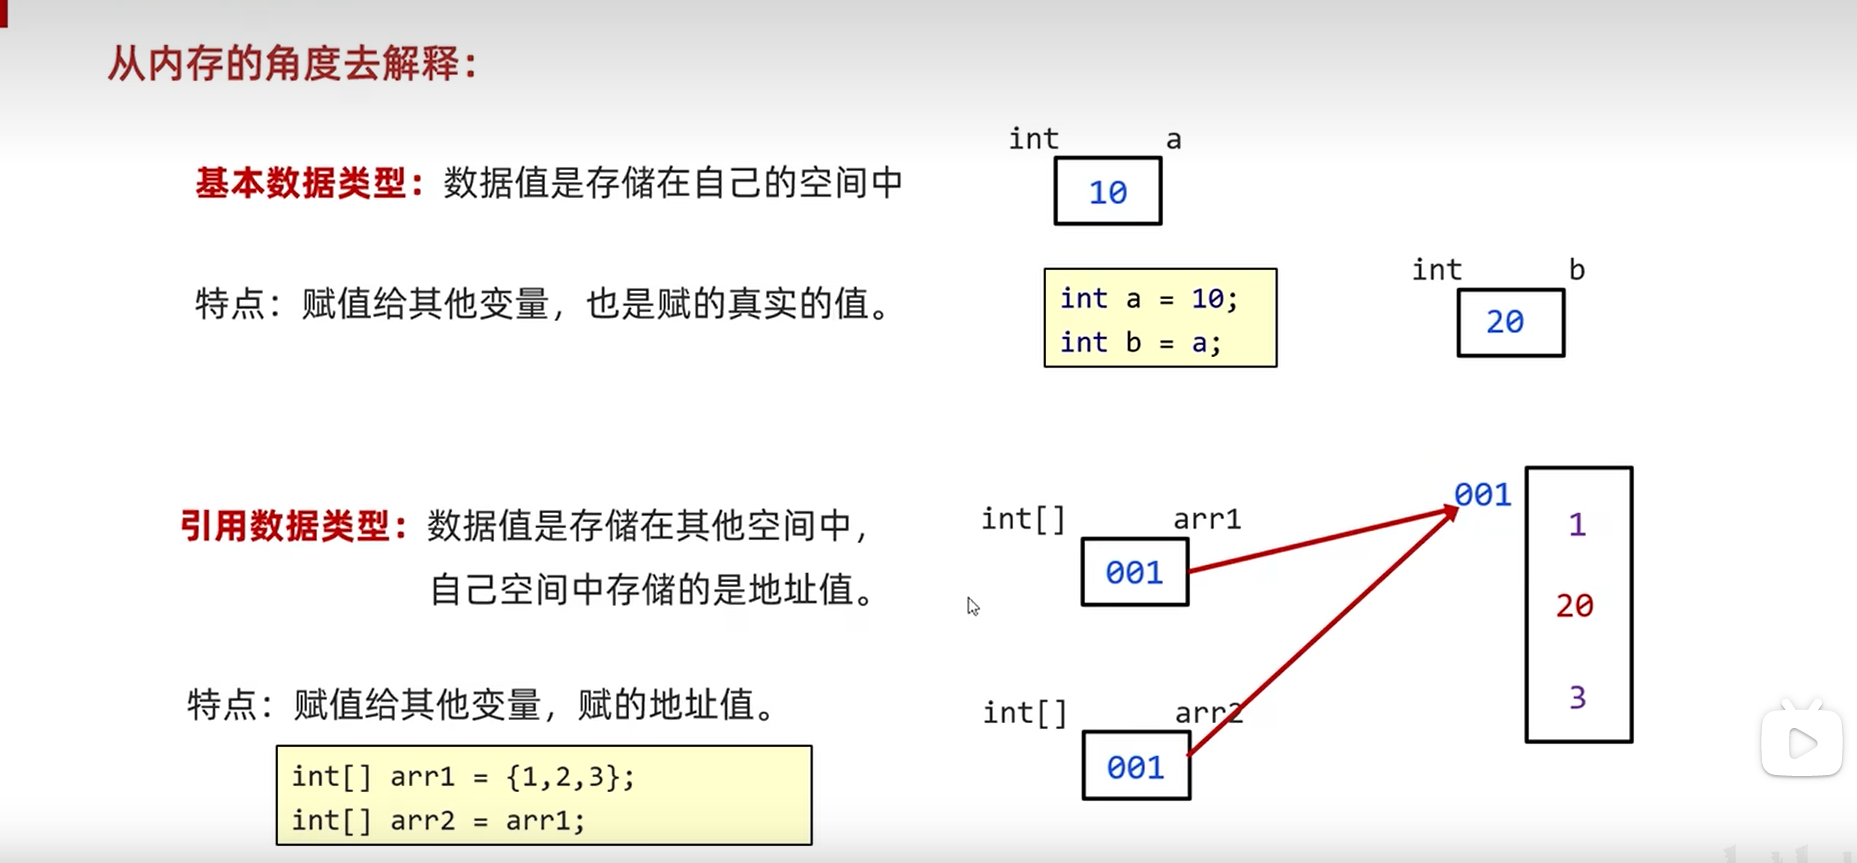 从内存的角度去解释：
int a
基本数据类型：数据值是存储在自己的空间中
10
int b
特点：赋值给其他变量，也是赋的真实的值。
int a = 10;
int b = a;
20
001
int[] arr1
1
引用数据类型：数据值是存储在其他空间中，
自己空间中存储的是地址值。
001
20
特点：赋值给其他变量，赋的地址值。
int[] arr2
3
001
int[] arr1 = {1,2,3};
int[] arr2 = arr1;